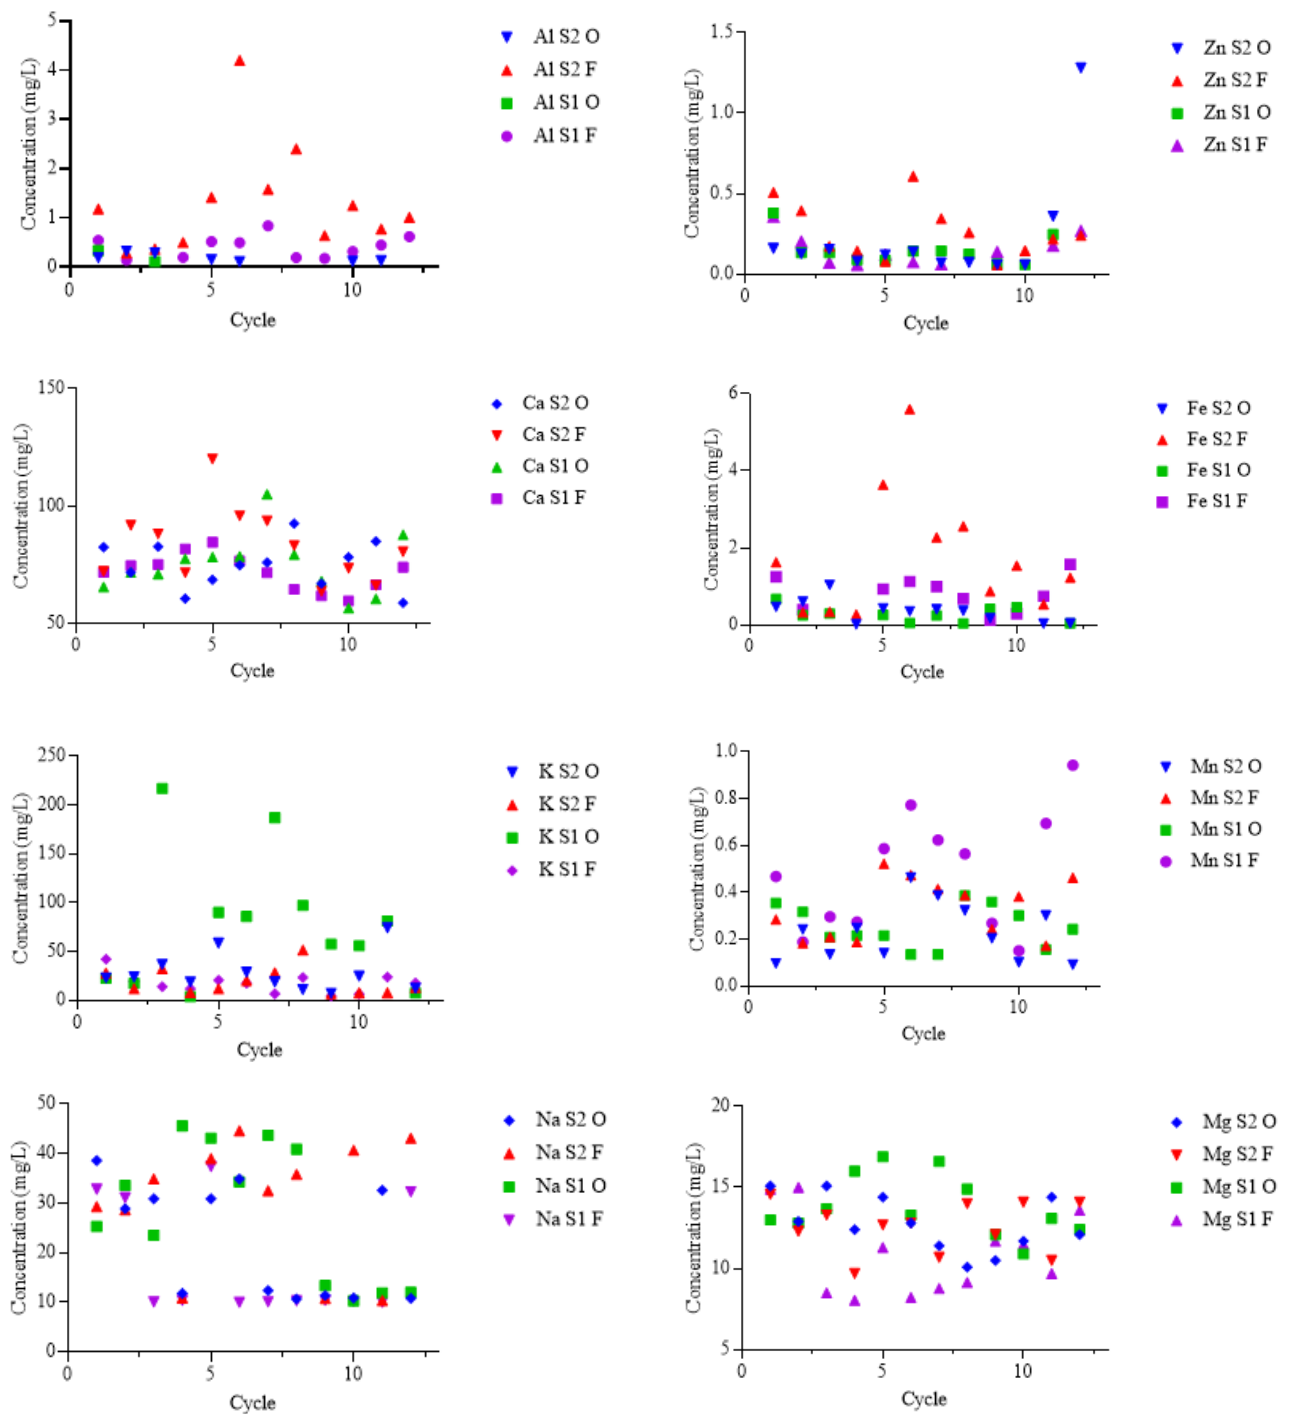 5
4
3
2
1
0
0
5
10
Concentration (mg/L)
Cycle
Al S2 O
Al S2 F
Al S1 O
Al S1 F
1.5
1.0
0.5
0.0
0
5
10
Concentration (mg/L)
Cycle
Zn S2 O
Zn S2 F
Zn S1 O
Zn S1 F
150
100
50
0
5
10
Concentration (mg/L)
Cycle
Ca S2 O
Ca S2 F
Ca S1 O
Ca S1 F
6
4
2
0
0
5
10
Concentration (mg/L)
Cycle
Fe S2 O
Fe S2 F
Fe S1 O
Fe S1 F
250
200
150
100
50
0
0
5
10
Concentration (mg/L)
Cycle
K S2 O
K S2 F
K S1 O
K S1 F
1.0
0.8
0.6
0.4
0.2
0.0
0
5
10
Concentration (mg/L)
Cycle
Mn S2 O
Mn S2 F
Mn S1 O
Mn S1 F
50
40
30
20
10
0
0
5
10
Concentration (mg/L)
Cycle
Na S2 O
Na S2 F
Na S1 O
Na S1 F
20
15
10
5
0
5
10
Concentration (mg/L)
Cycle
Mg S2 O
Mg S2 F
Mg S1 O
Mg S1 F